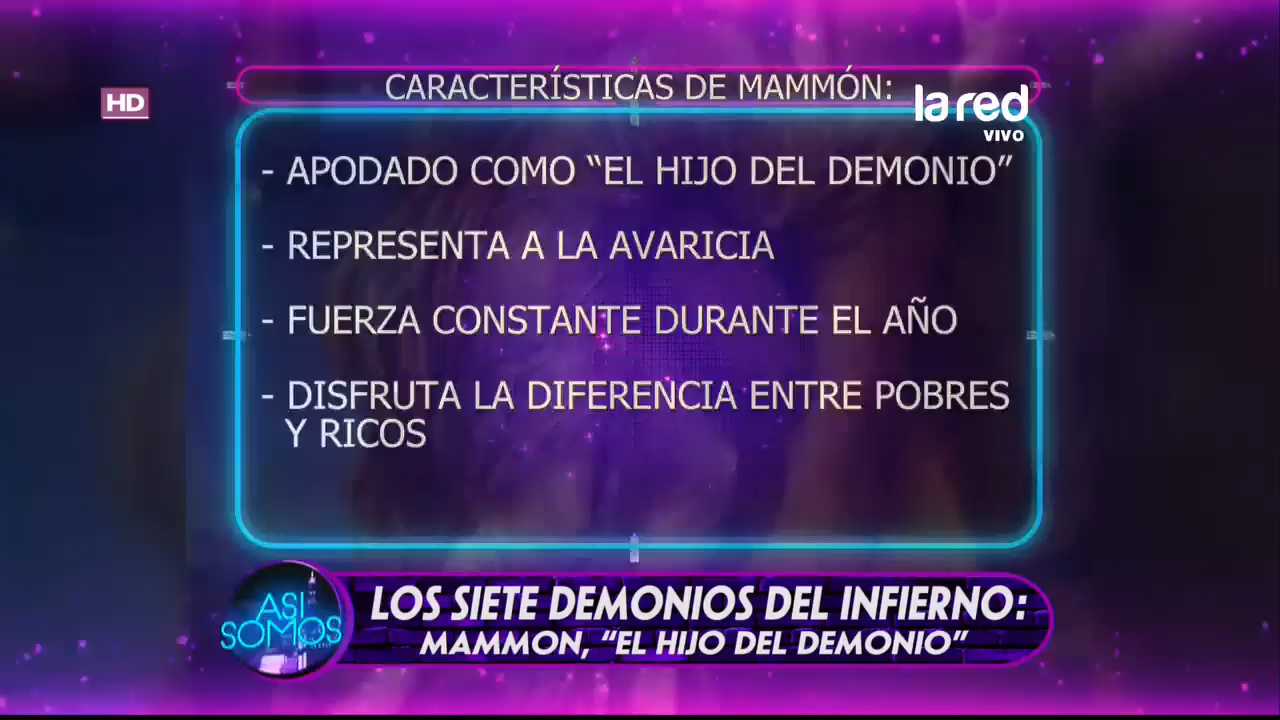 HD
CARACTERÍSTICAS DE MAMMÓN:
la red
VIVO
- APODADO COMO “EL HIJO DEL DEMONIO”
- REPRESENTA A LA AVARICIA
- FUERZA CONSTANTE DURANTE EL AÑO
- DISFRUTA LA DIFERENCIA ENTRE POBRES
Y RICOS
ASI
SOMOS
LOS SIETE DEMONIOS DEL INFIERNO:
MAMMON, “EL HIJO DEL DEMONIO”